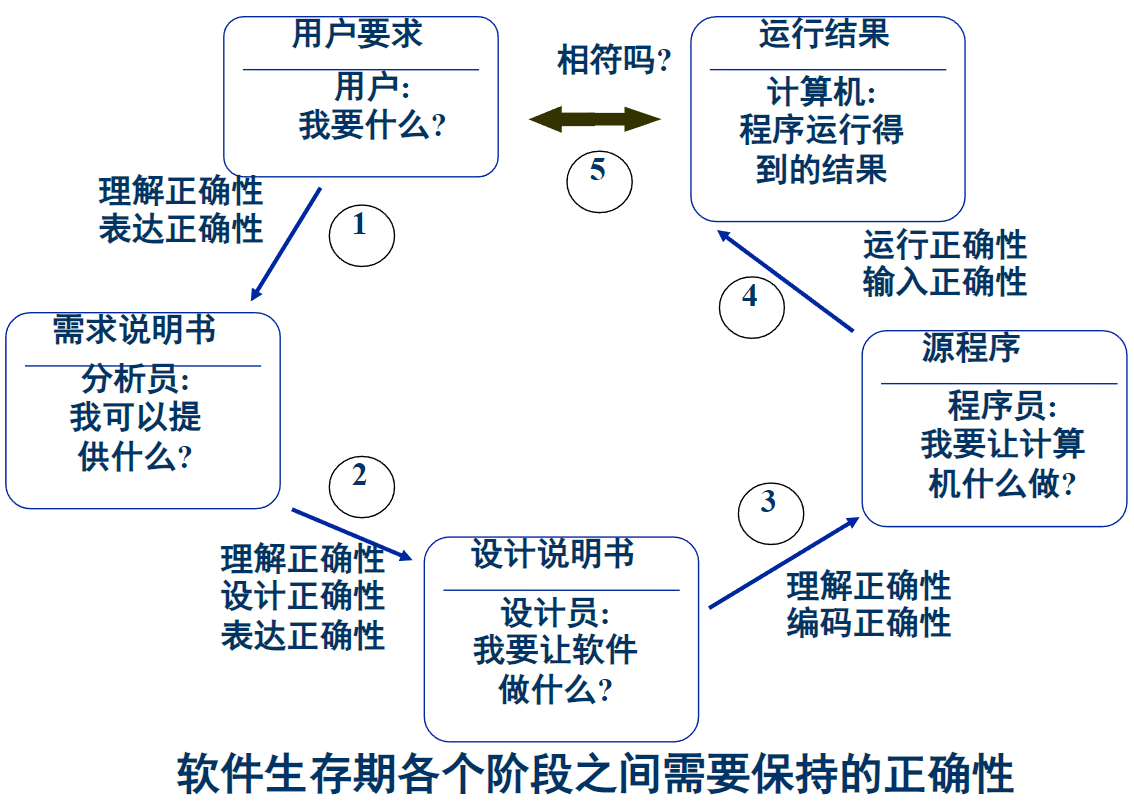 用户要求
用户:
我要什么?
相符吗?
5
运行结果
计算机:
程序运行得
到的结果
理解正确性
表达正确性
1
运行正确性
输入正确性
4
需求说明书
分析员:
我可以提
供什么?
源程序
程序员:
我要让计算
机什么做?
2
理解正确性
设计正确性
表达正确性
设计说明书
设计员:
我要让软件
做什么?
3
理解正确性
编码正确性
软件生存期各个阶段之间需要保持的正确性